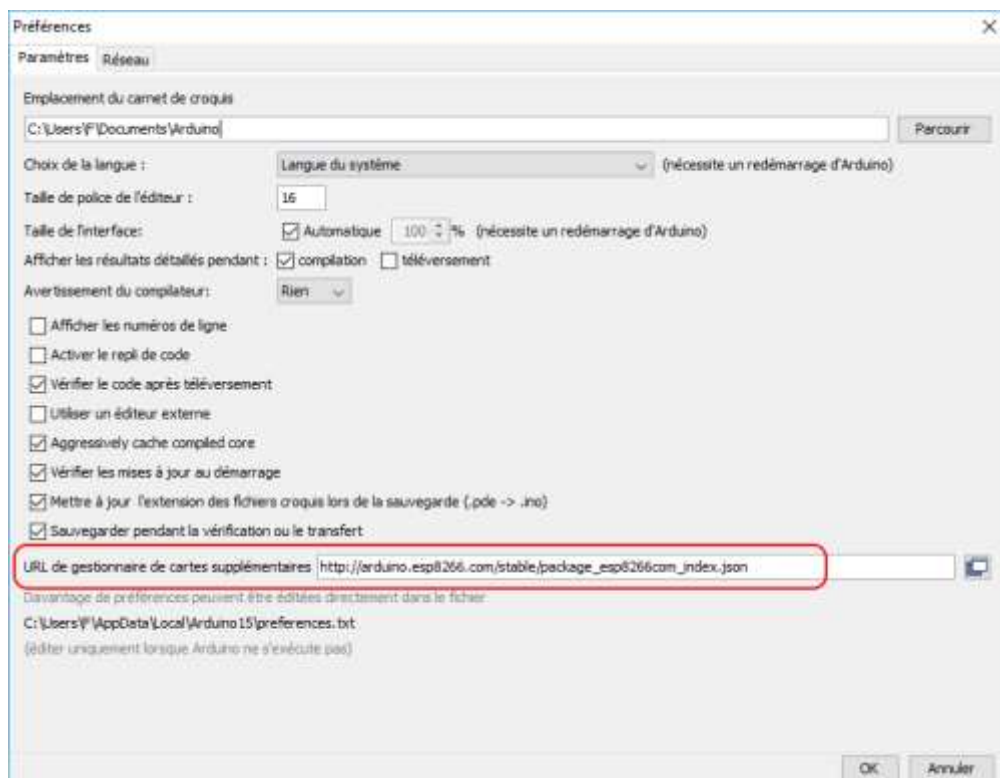 Préférences
Paramètres Réseau
Emplacement du carnet de croquis
C:\Users\F\Documents\Arduino Parcourir
Choix de la langue : Langue du système (nécessite un redémarrage d'Arduino)
Taille de police de l'éditeur : 16
Taille de l'interface: Automatique 100 % (nécessite un redémarrage d'Arduino)
Afficher les résultats détaillés pendant : compilation téléversement
Avertissement du compilateur: Rien
Afficher les numéros de ligne
Activer le repli de code
Vérifier le code après téléversement
Utiliser un éditeur externe
Aggressively cache compiled core
Vérifier les mises à jour au démarrage
Mettre à jour l'extension des fichiers croquis lors de la sauvegarde (.pde -> .ino)
Sauvegarder pendant la vérification ou le transfert
URL de gestionnaire de cartes supplémentaires http://arduino.esp8266.com/stable/package_esp8266com_index.json
Davantage de préférences peuvent être éditées directement dans le fichier
C:\Users\F\AppData\Local\Arduino15\preferences.txt
(éditer uniquement lorsque Arduino ne s'exécute pas)
OK Annuler